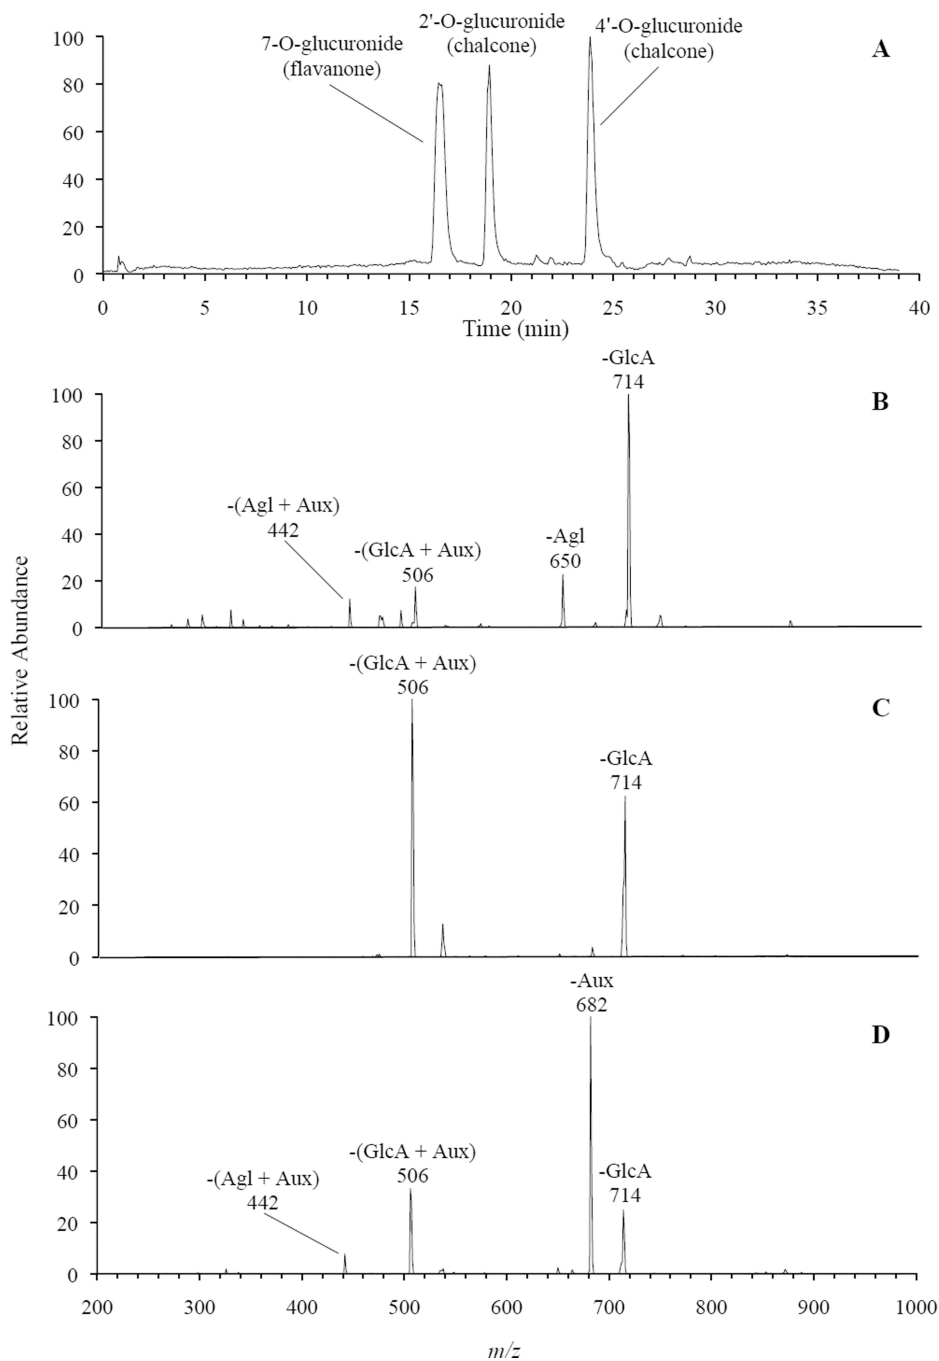 7-O-glucuronide
(flavanone)
2'-O-glucuronide
(chalcone)
4'-O-glucuronide
(chalcone)
A
100
80
60
40
20
0
0 5 10 15 20 25 30 35 40
Time (min)
Relative Abundance
-GlcA
714
B
100
80
60
40
20
0
-(Agl + Aux)
442
-(GlcA + Aux)
506
-Agl
650
-(GlcA + Aux)
506
C
100
80
60
40
20
0
-GlcA
714
-Aux
682
D
100
80
60
40
20
0
-(Agl + Aux)
442
-(GlcA + Aux)
506
-GlcA
714
200 300 400 500 600 700 800 900 1000
m/z